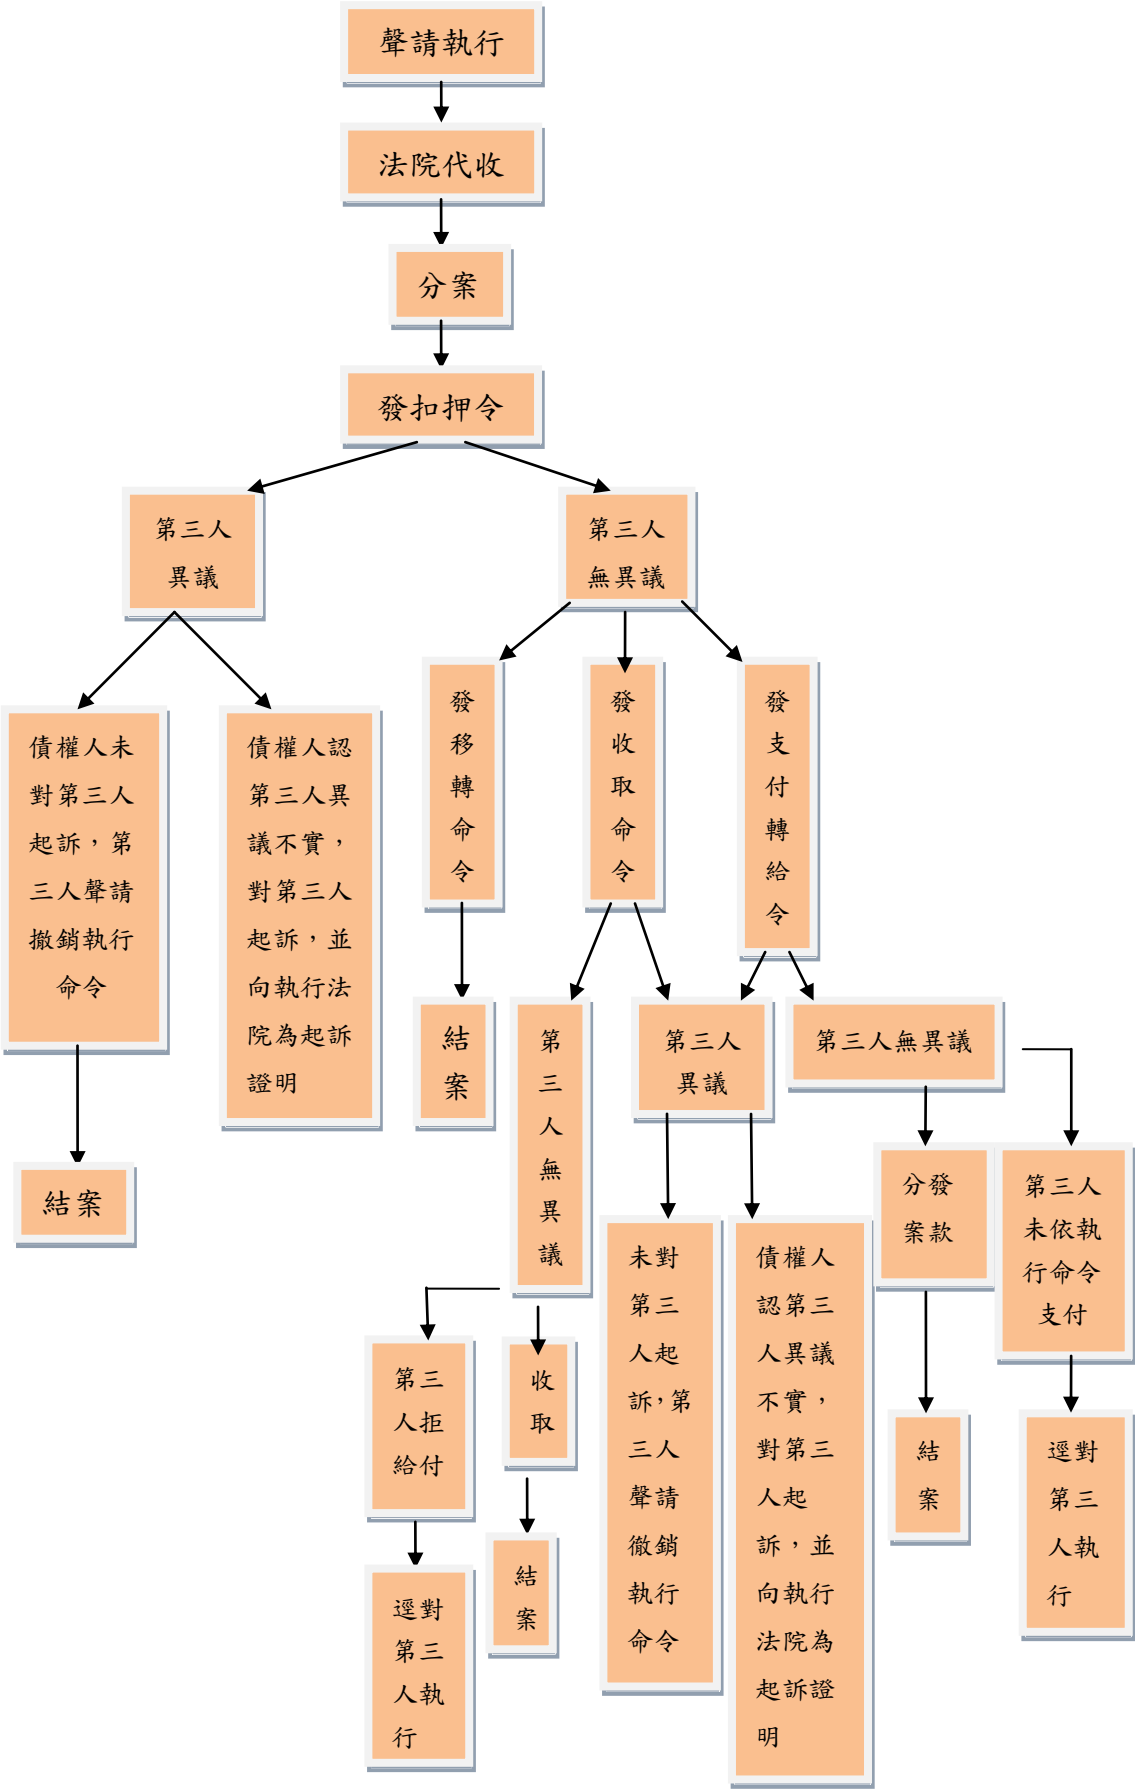 聲請執行
法院代收
分案
發扣押令
第三人
異議
第三人
無異議
債權人未
對第三人
起訴，第
三人聲請
撤銷執行
命令
債權人認
第三人異
議不實，
對第三人
起訴，並
向執行法
院為起訴
證明
發
移
轉
命
令
發
收
取
命
令
發
支
付
轉
給
令
結案
結
案
第
三
人
無
異
議
第三人
異議
第三人無異議
分發
案款
第三人
未依執
行命令
支付
第三
人拒
給付
收
取
未對
第三
人起
訴，第
三人
聲請
徹銷
執行
命令
債權人
認第三
人異議
不實，
對第三
人起
訴，並
向執行
法院為
起訴證
明
結
案
逕對
第三
人執
行
結
案
逕對
第三
人執
行